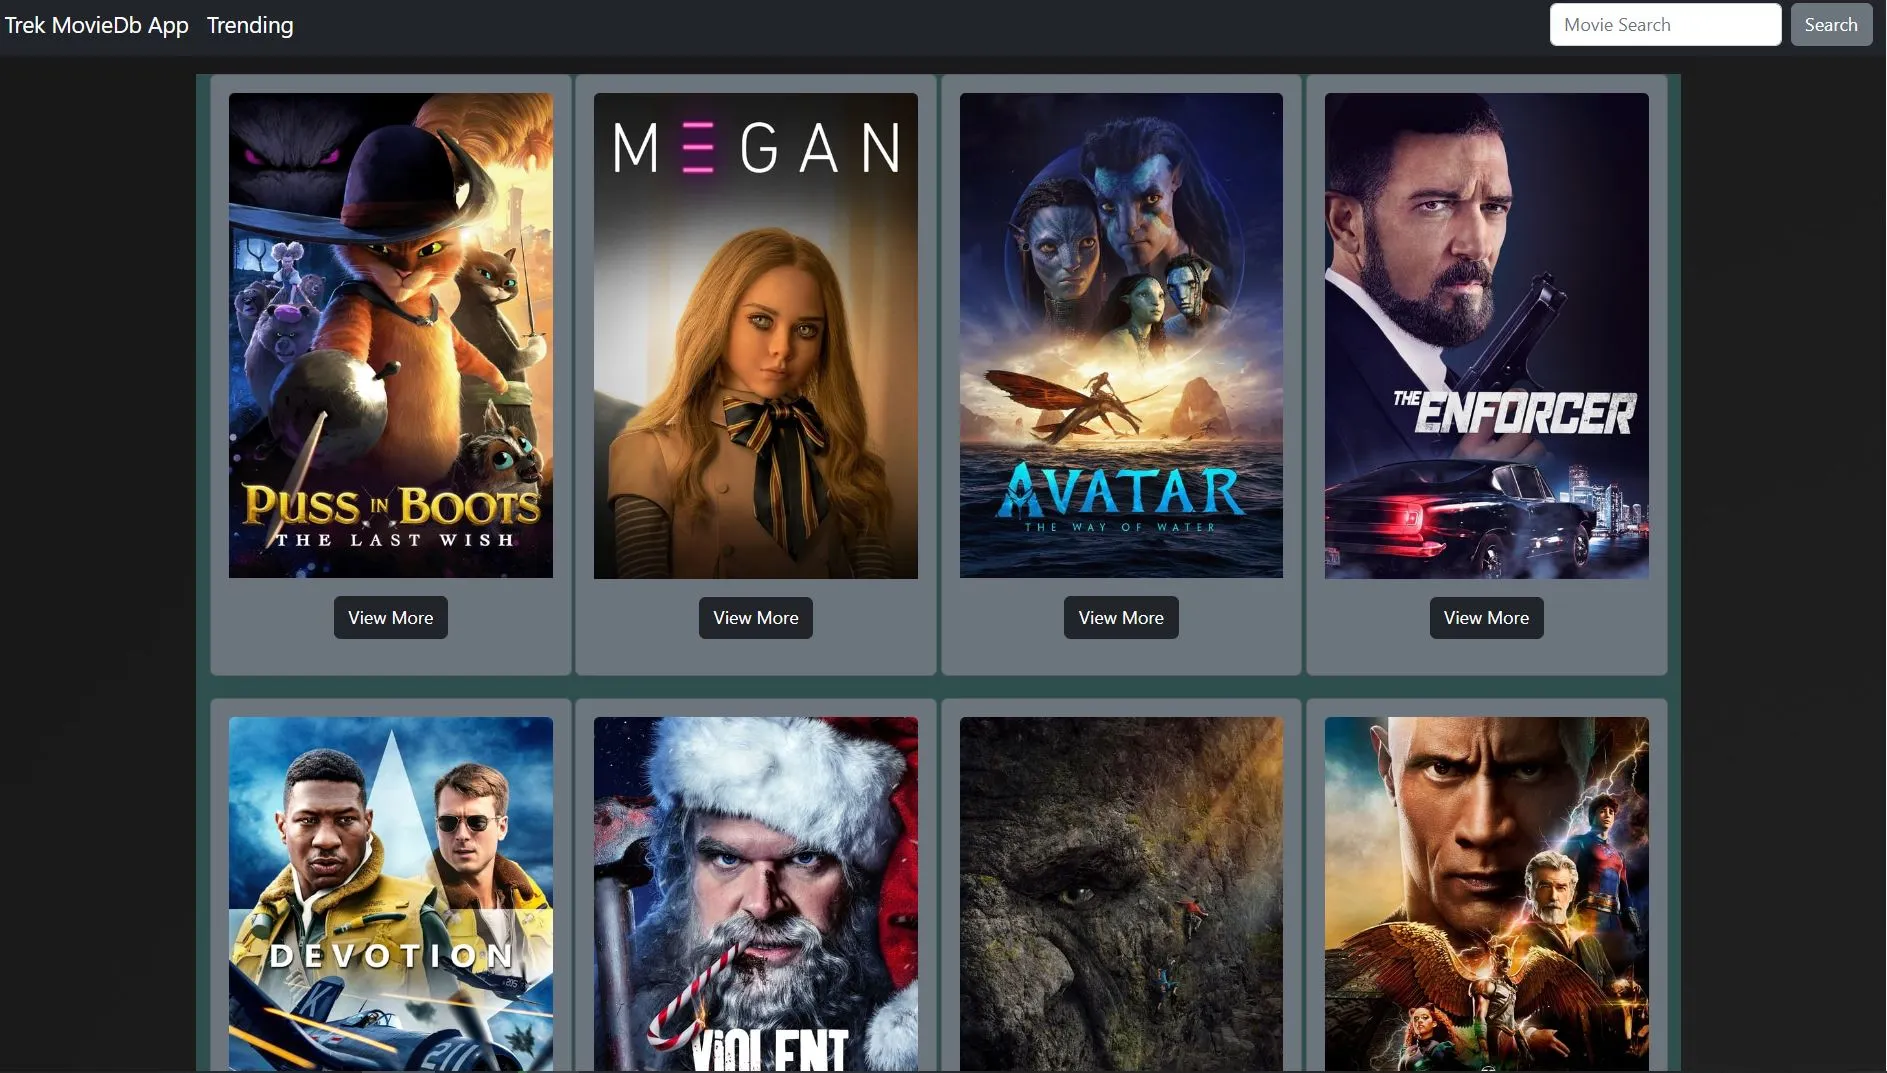 Trek MovieDb App Trending Movie Search Search
MEGAN
THE ENFORCER
AVATAR
THE WAY OF WATER
PUSS IN BOOTS
THE LAST WISH
View More View More View More View More
DEVOTION
VIOLENT